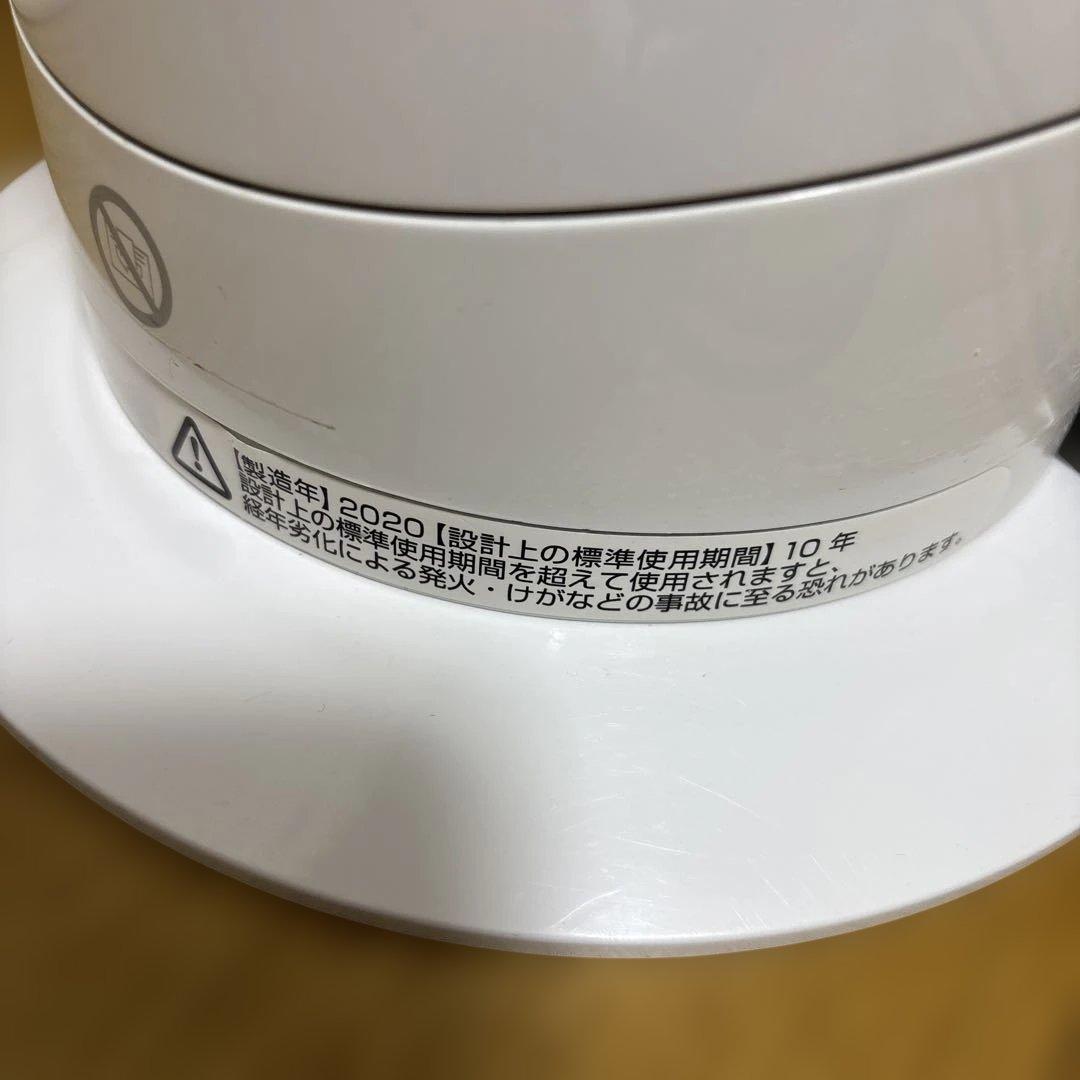 【製造年】2020【設計上の標準使用期間】10年
設計上の標準使用期間を超えて使用されますと、
経年劣化による発火・けがなどの事故に至る恐れがあります。